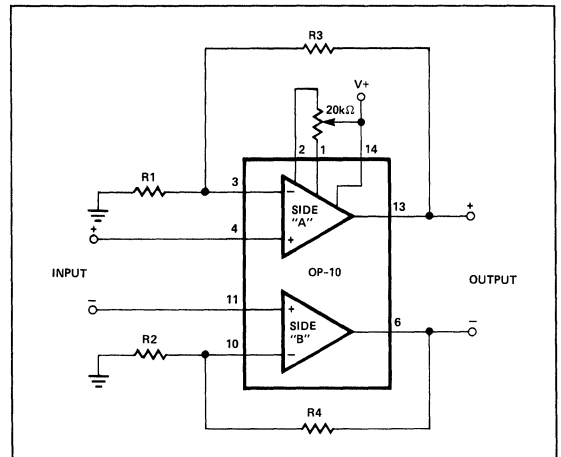 R3
V+
20kΩ
2 1 14
R1
3
−
13
+
SIDE
"A"
+
4
+
INPUT
OP-10
OUTPUT
−
11
+
6
−
SIDE
"B"
R2
10
−
R4